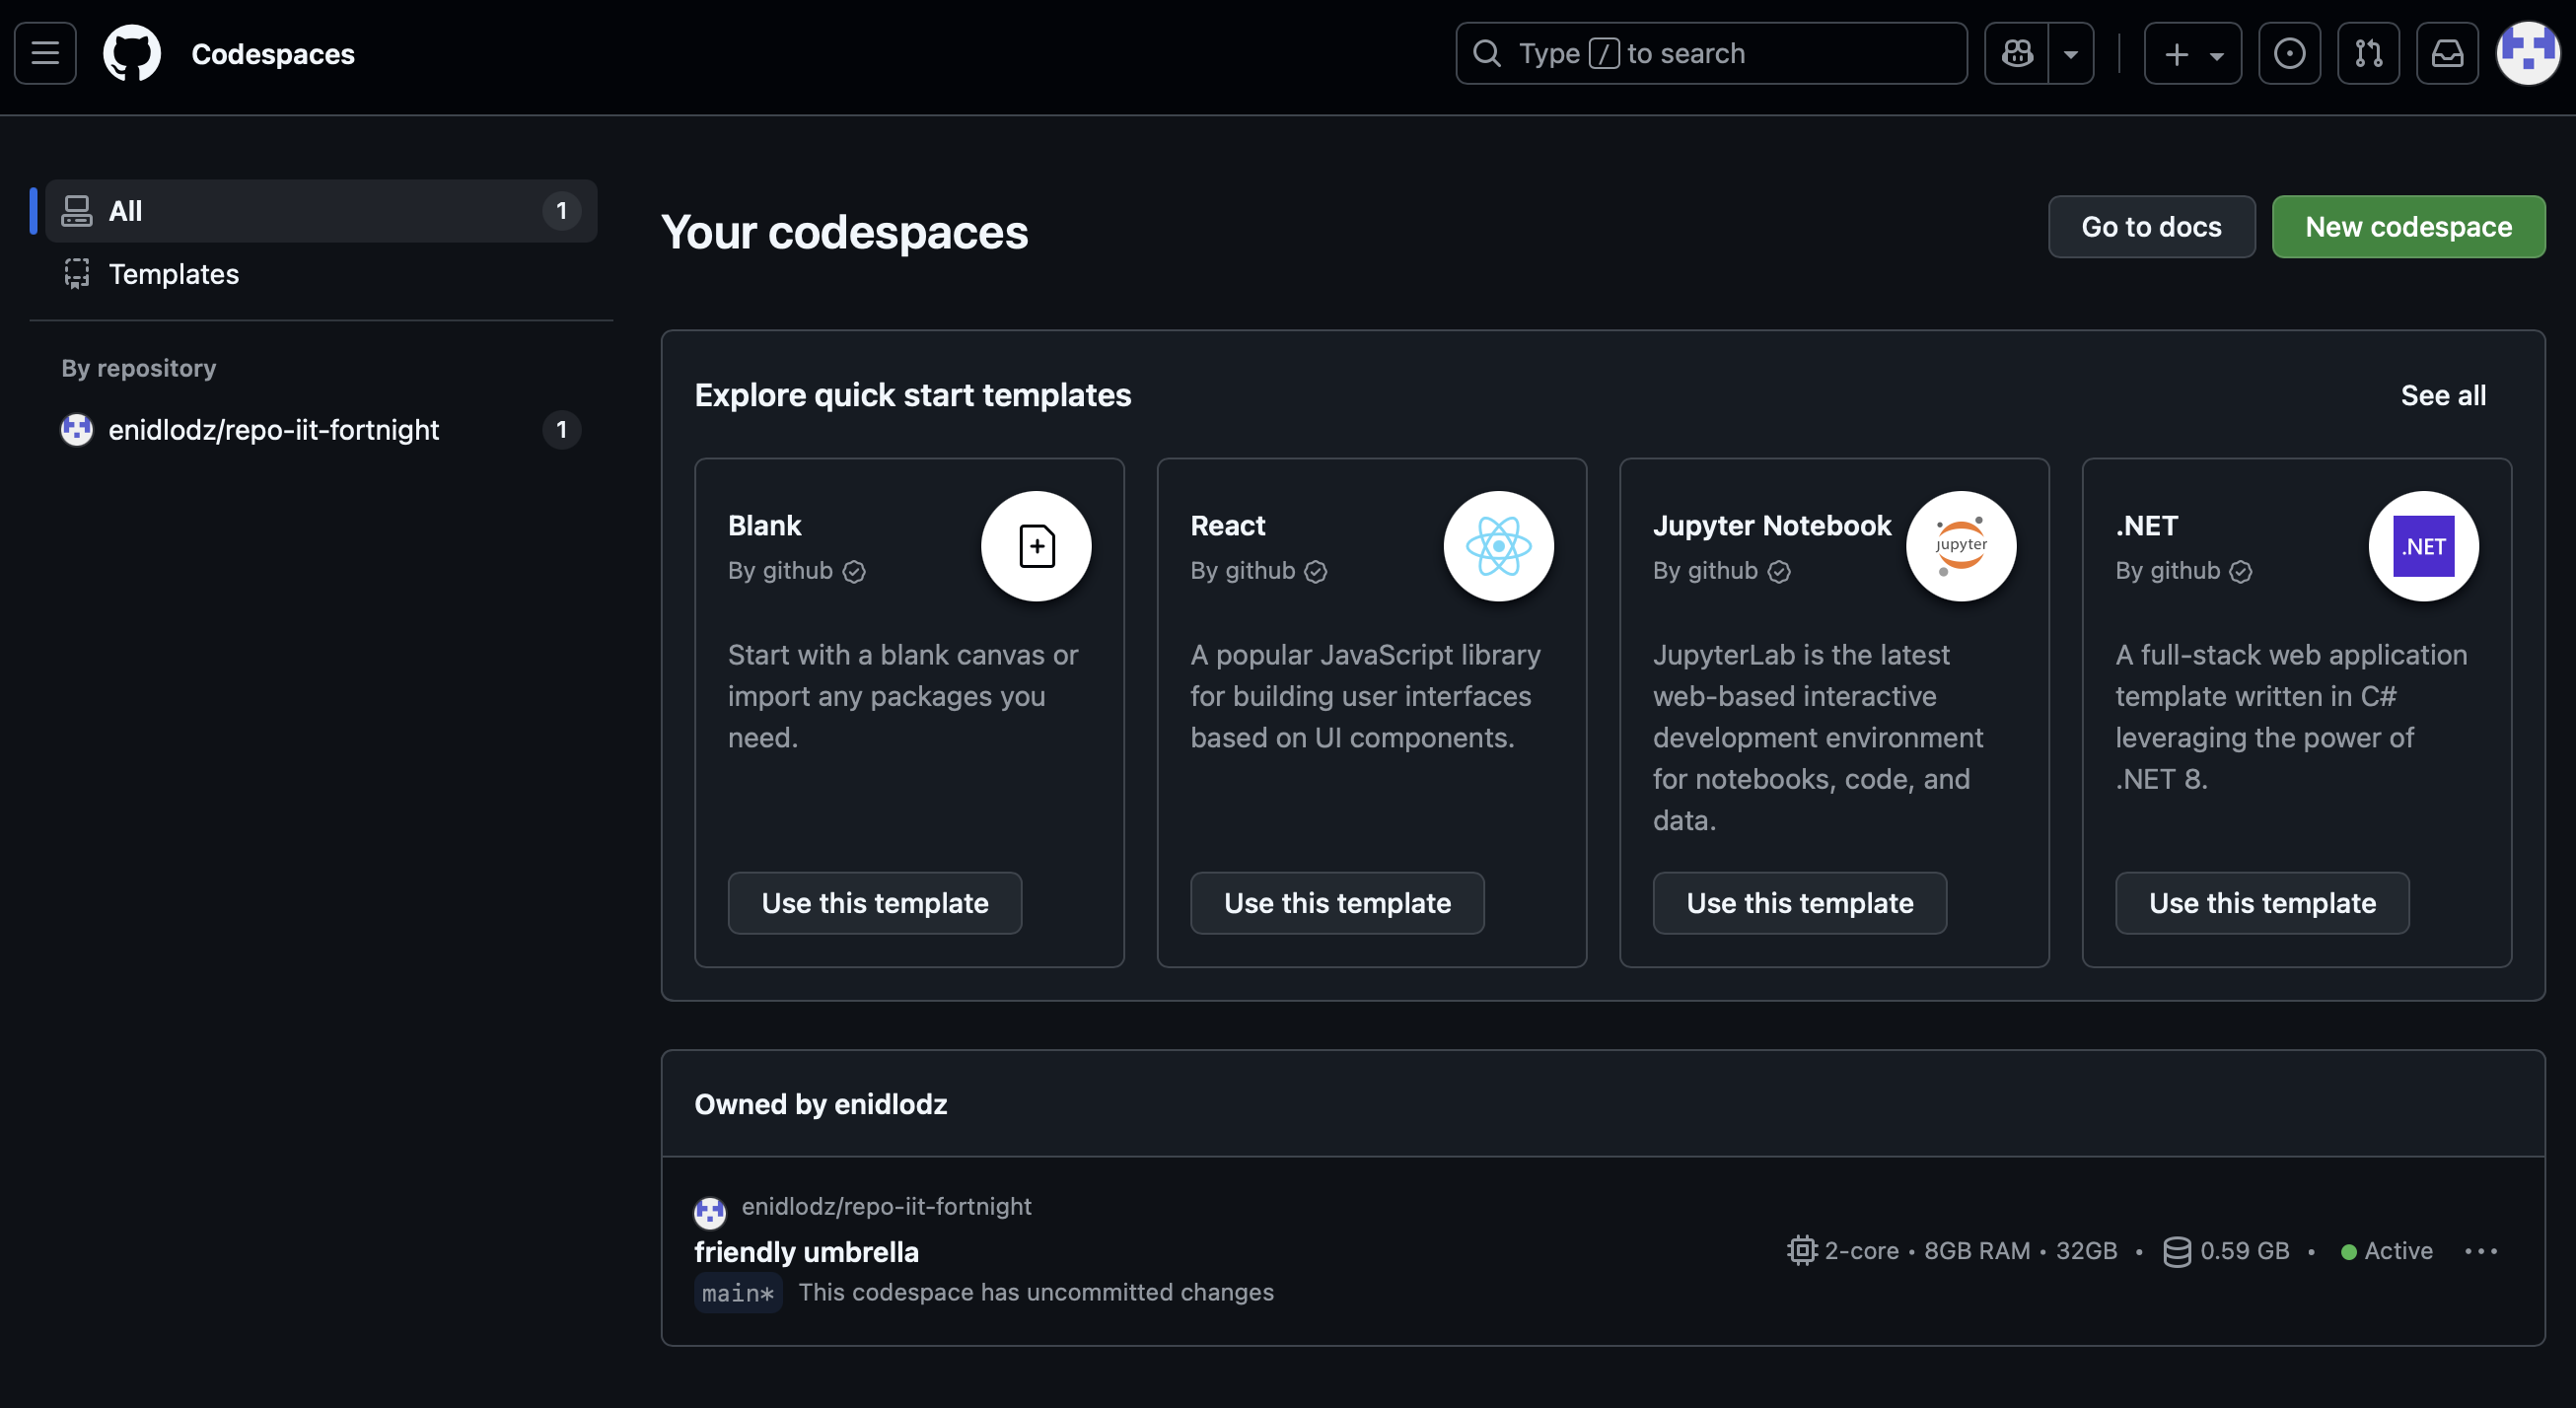 Codespaces
Type / to search
All 1
Templates
By repository
enidlodz/repo-iit-fortnight 1
Your codespaces
Go to docs
New codespace
Explore quick start templates
See all
Blank
By github
Start with a blank canvas or
import any packages you
need.
Use this template
React
By github
A popular JavaScript library
for building user interfaces
based on UI components.
Use this template
Jupyter Notebook
By github
jupyter
JupyterLab is the latest
web-based interactive
development environment
for notebooks, code, and
data.
Use this template
.NET
By github
.NET
A full-stack web application
template written in C#
leveraging the power of
.NET 8.
Use this template
Owned by enidlodz
enidlodz/repo-iit-fortnight
friendly umbrella
main* This codespace has uncommitted changes
2-core • 8GB RAM • 32GB • 0.59 GB • Active